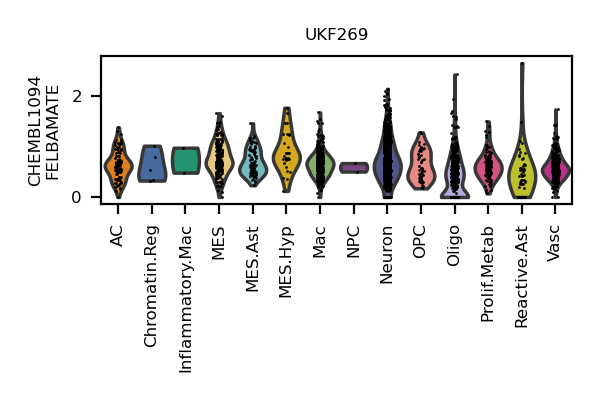 UKF269
CHEMBL1094
FELBAMATE
2
0
AC
Chromatin.Reg
Inflammatory.Mac
MES
MES.Ast
MES.Hyp
Mac
NPC
Neuron
OPC
Oligo
Prolif.Metab
Reactive.Ast
Vasc